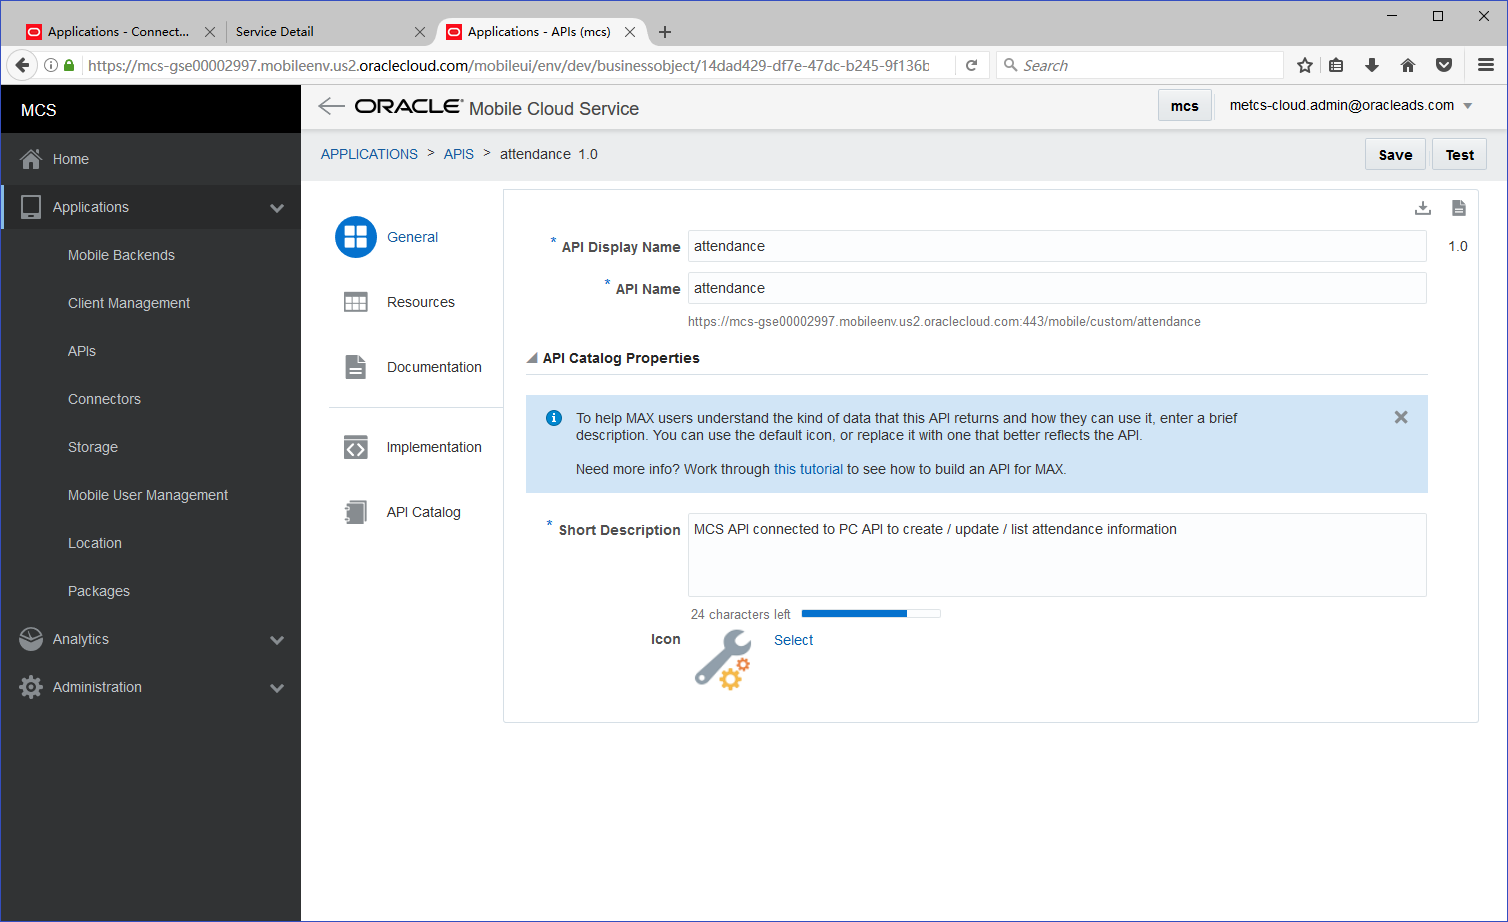 Applications - Connect...
Service Detail
Applications - APIs (mcs)
https://mcs-gse00002997.mobileenv.us2.oraclecloud.com/mobileui/env/dev/businessobject/14dad429-df7e-47dc-b245-9f136b
Search
MCS
ORACLE Mobile Cloud Service
mcs
metcs-cloud.admin@oracleads.com
APPLICATIONS > APIS > attendance 1.0
Save
Test
Home
Applications
Mobile Backends
Client Management
APIs
Connectors
Storage
Mobile User Management
Location
Packages
Analytics
Administration
General
Resources
Documentation
Implementation
API Catalog
* API Display Name attendance 1.0
* API Name attendance
https://mcs-gse00002997.mobileenv.us2.oraclecloud.com:443/mobile/custom/attendance
API Catalog Properties
To help MAX users understand the kind of data that this API returns and how they can use it, enter a brief
description. You can use the default icon, or replace it with one that better reflects the API.
Need more info? Work through this tutorial to see how to build an API for MAX.
* Short Description MCS API connected to PC API to create / update / list attendance information
24 characters left
Icon
Select